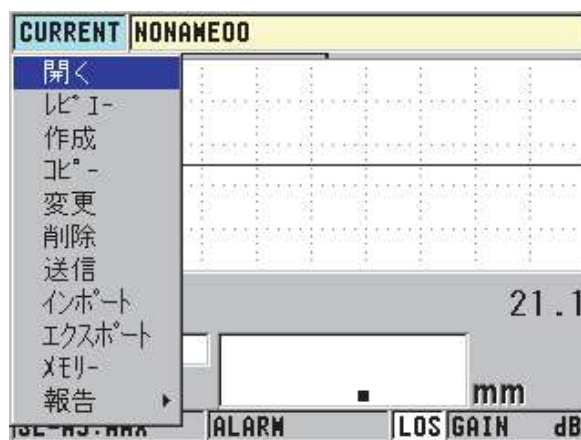 CURRENT NONAME00
開く
ﾚﾋﾟｭｰ
作成
ｺﾋﾟｰ
変更
削除
送信
インポート
エクスポート
ﾒﾓﾘｰ
報告
21.1
mm
ALARM LOS GAIN dB